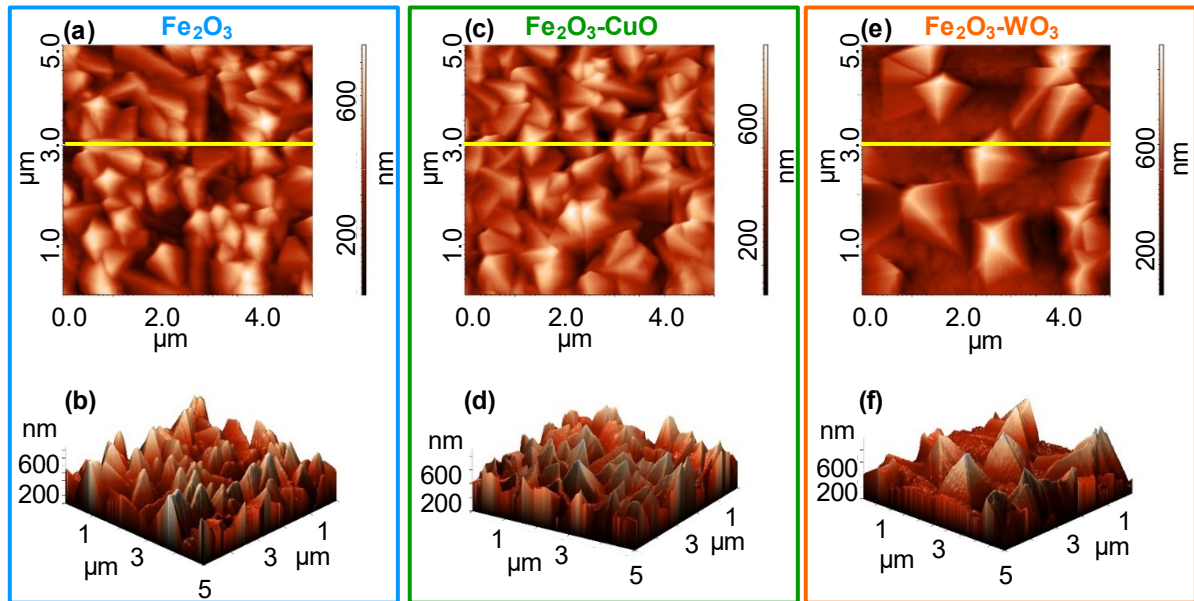 Fe₂O₃
(a)
5.0
3.0
1.0
µm
0.0 2.0 4.0
µm
600
200
nm
(b)
nm
600
200
1
3
5
µm
1
3
µm
Fe₂O₃-CuO
(c)
5.0
3.0
1.0
µm
0.0 2.0 4.0
µm
600
200
nm
(d)
nm
600
200
1
3
5
µm
1
3
µm
Fe₂O₃-WO₃
(e)
5.0
3.0
1.0
µm
0.0 2.0 4.0
µm
600
200
nm
(f)
nm
600
200
1
3
5
µm
1
3
µm